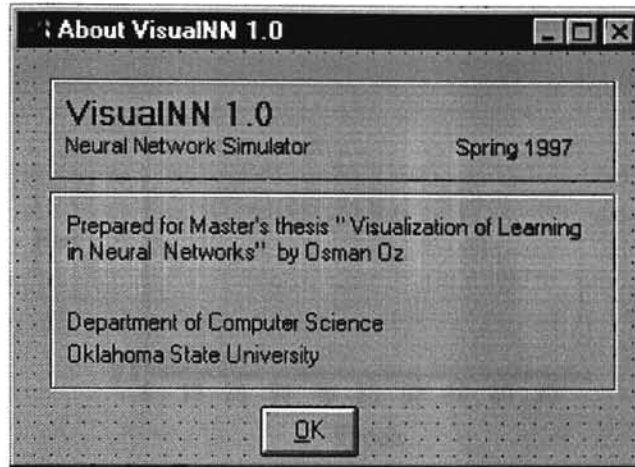 About VisualNN 1.0
VisualNN 1.0
Neural Network Simulator Spring 1997
Prepared for Master's thesis " Visualization of Learning
in Neural Networks" by Osman Oz
Department of Computer Science
Oklahoma State University
OK